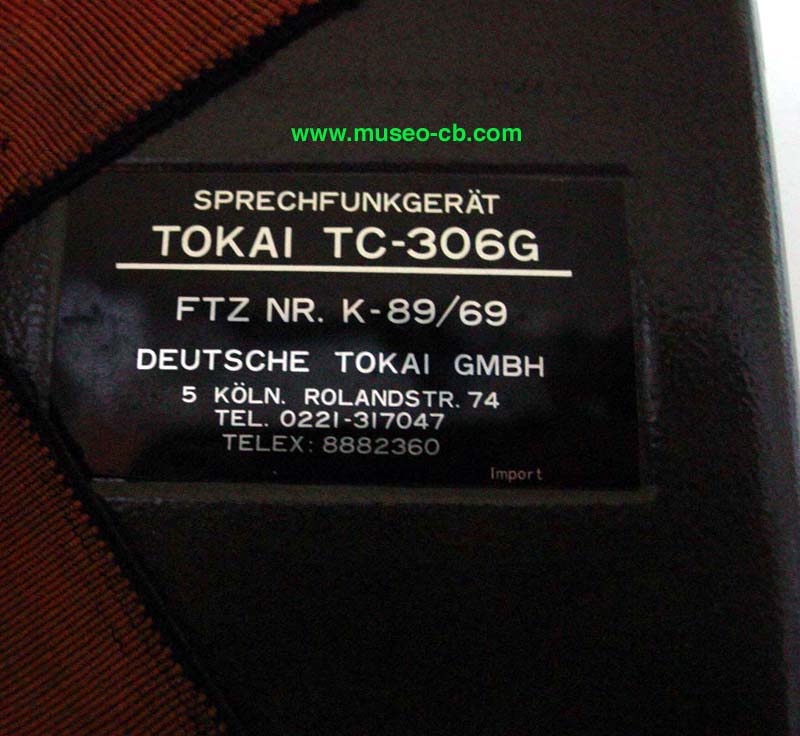 www.museo-cb.com
SPRECHFUNKGERÄT
TOKAI TC-306G
FTZ NR. K-89/69
DEUTSCHE TOKAI GMBH
5 KÖLN. ROLANDSTR. 74
TEL. 0221-317047
TELEX: 8882360
Import